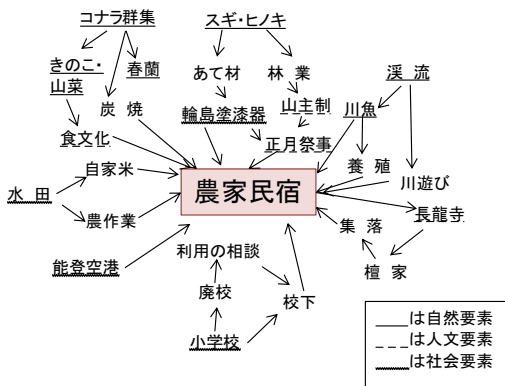 コナラ群集
スギ・ヒノキ
きのこ・
山菜
春蘭
あて材
林 業
渓 流
炭 焼
輪島塗漆器
山主制
川魚
食文化
正月祭事
自家米
養 殖
川遊び
水 田
農家民宿
農作業
集 落
長龍寺
能登空港
利用の相談
檀 家
廃校
校下
小学校
は自然要素
は人文要素
は社会要素